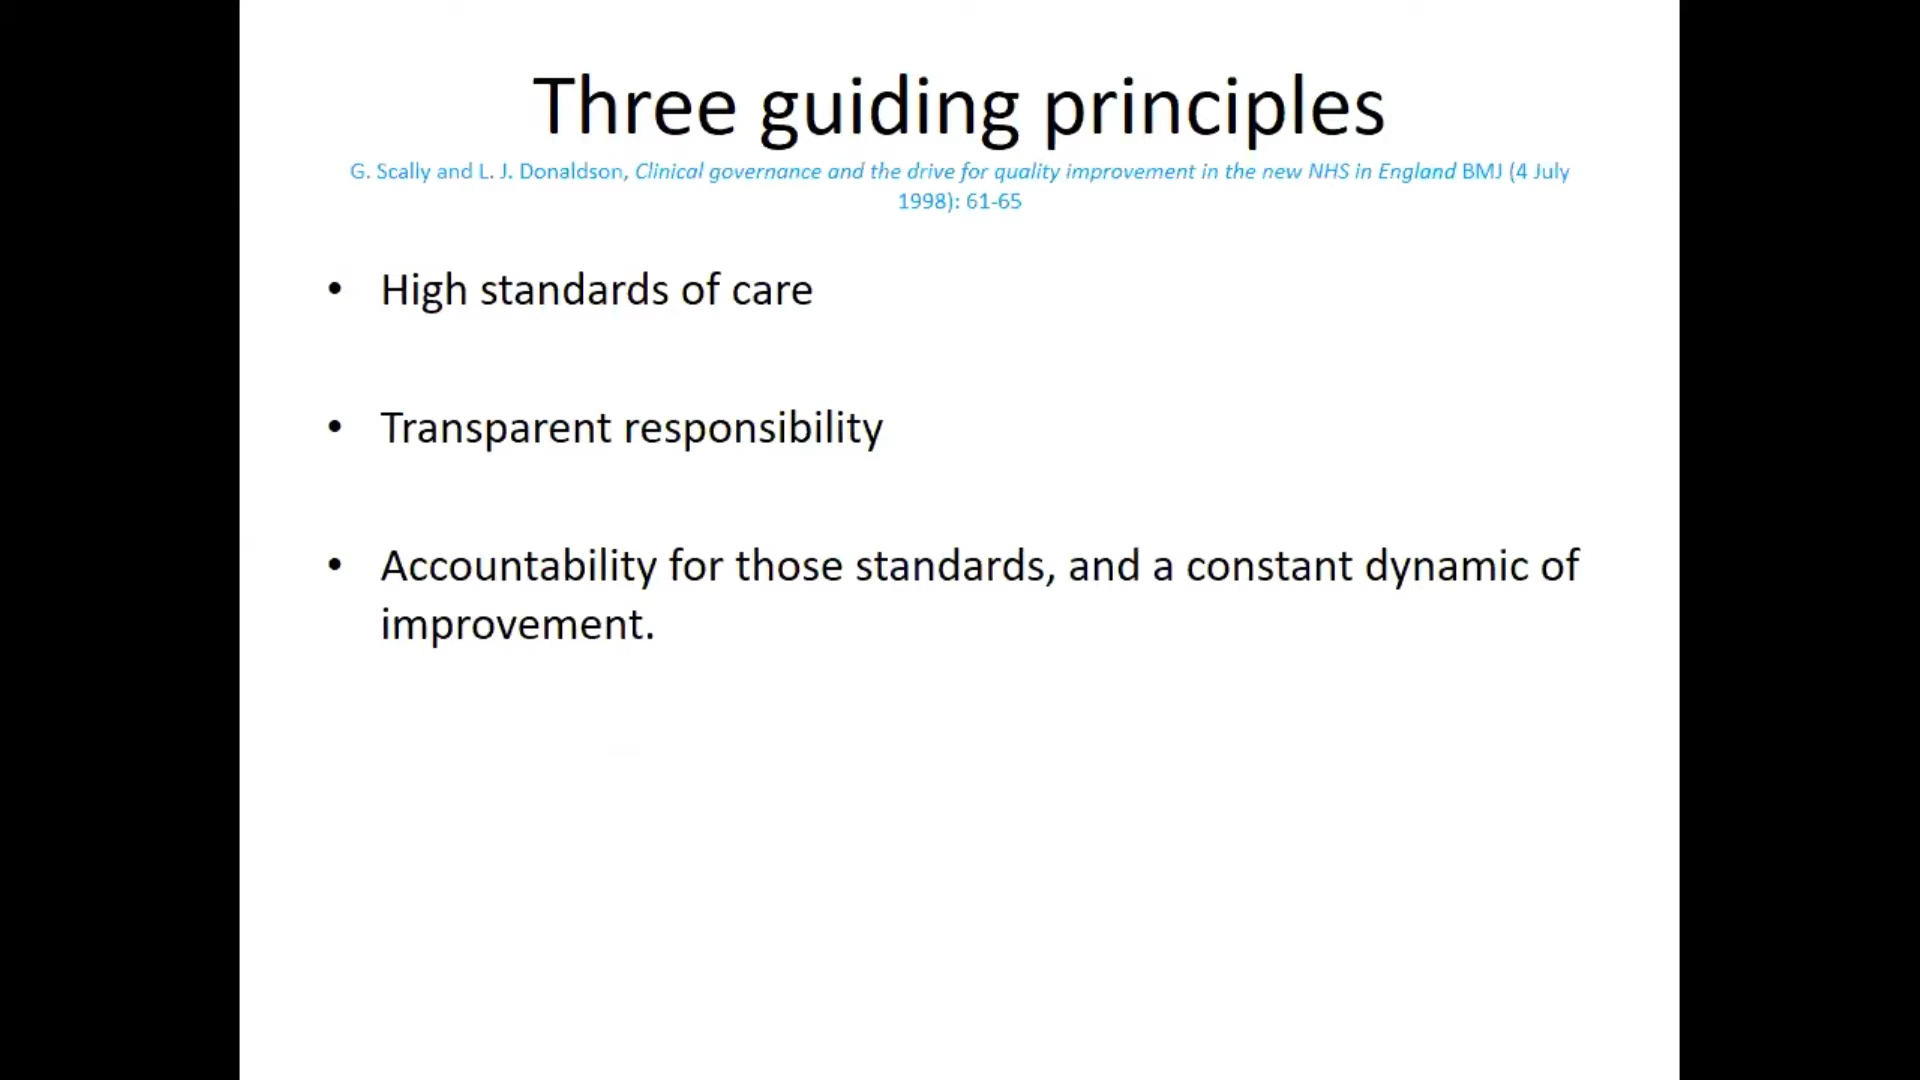 Three guiding principles
G. Scally and L. J. Donaldson, Clinical governance and the drive for quality improvement in the new NHS in England BMJ (4 July
1998): 61-65
• High standards of care
• Transparent responsibility
• Accountability for those standards, and a constant dynamic of
improvement.